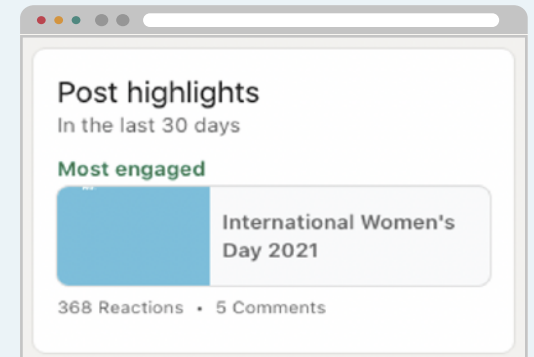 Post highlights
In the last 30 days
Most engaged
International Women's
Day 2021
368 Reactions • 5 Comments